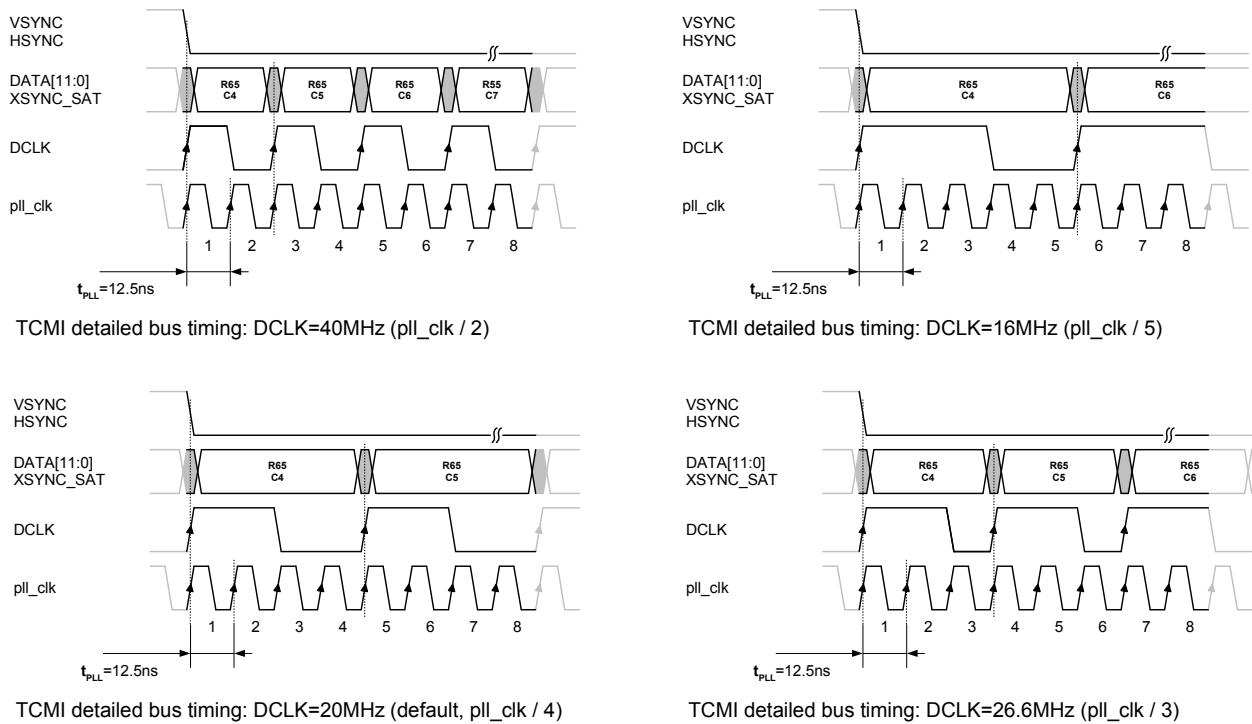 VSYNC
HSYNC
DATA[11:0]
XSYNC_SAT
R65
C4
R65
C5
R65
C6
R55
C7
DCLK
pll_clk
1 2 3 4 5 6 7 8
tPLL=12.5ns
TCMI detailed bus timing: DCLK=40MHz (pll_clk / 2)
VSYNC
HSYNC
DATA[11:0]
XSYNC_SAT
R65
C4
R65
C6
DCLK
pll_clk
1 2 3 4 5 6 7 8
tPLL=12.5ns
TCMI detailed bus timing: DCLK=16MHz (pll_clk / 5)
VSYNC
HSYNC
DATA[11:0]
XSYNC_SAT
R65
C4
R65
C5
DCLK
pll_clk
1 2 3 4 5 6 7 8
tPLL=12.5ns
TCMI detailed bus timing: DCLK=20MHz (default, pll_clk / 4)
VSYNC
HSYNC
DATA[11:0]
XSYNC_SAT
R65
C4
R65
C5
R65
C6
DCLK
pll_clk
1 2 3 4 5 6 7 8
tPLL=12.5ns
TCMI detailed bus timing: DCLK=26.6MHz (pll_clk / 3)